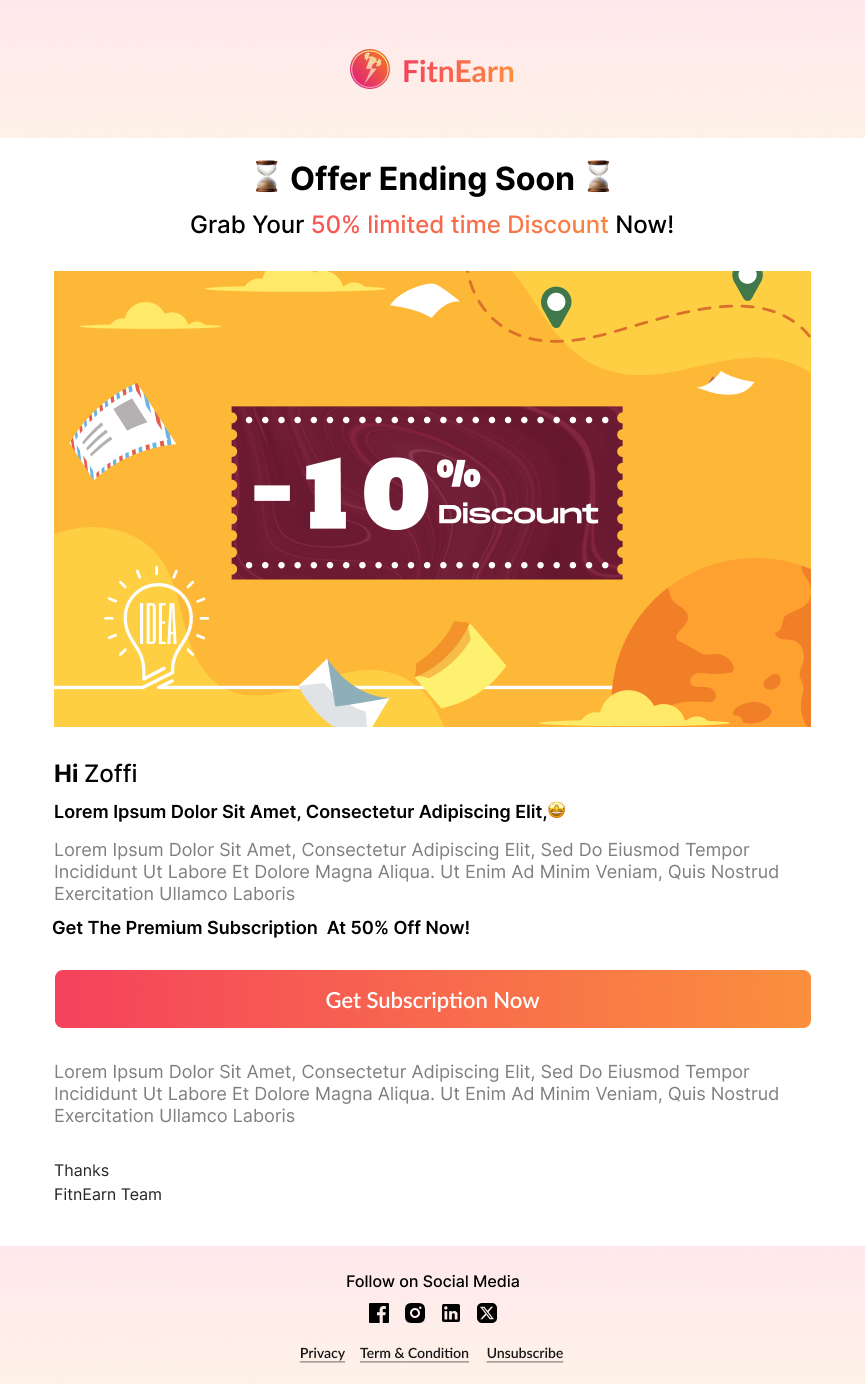 FitnEarn
⏳ Offer Ending Soon ⏳
Grab Your 50% limited time Discount Now!
-10% Discount
IDEA
Hi Zoffi
Lorem Ipsum Dolor Sit Amet, Consectetur Adipiscing Elit,🤩
Lorem Ipsum Dolor Sit Amet, Consectetur Adipiscing Elit, Sed Do Eiusmod Tempor
Incididunt Ut Labore Et Dolore Magna Aliqua. Ut Enim Ad Minim Veniam, Quis Nostrud
Exercitation Ullamco Laboris
Get The Premium Subscription  At 50% Off Now!
Get Subscription Now
Lorem Ipsum Dolor Sit Amet, Consectetur Adipiscing Elit, Sed Do Eiusmod Tempor
Incididunt Ut Labore Et Dolore Magna Aliqua. Ut Enim Ad Minim Veniam, Quis Nostrud
Exercitation Ullamco Laboris
Thanks
FitnEarn Team
Follow on Social Media
Privacy Term & Condition Unsubscribe